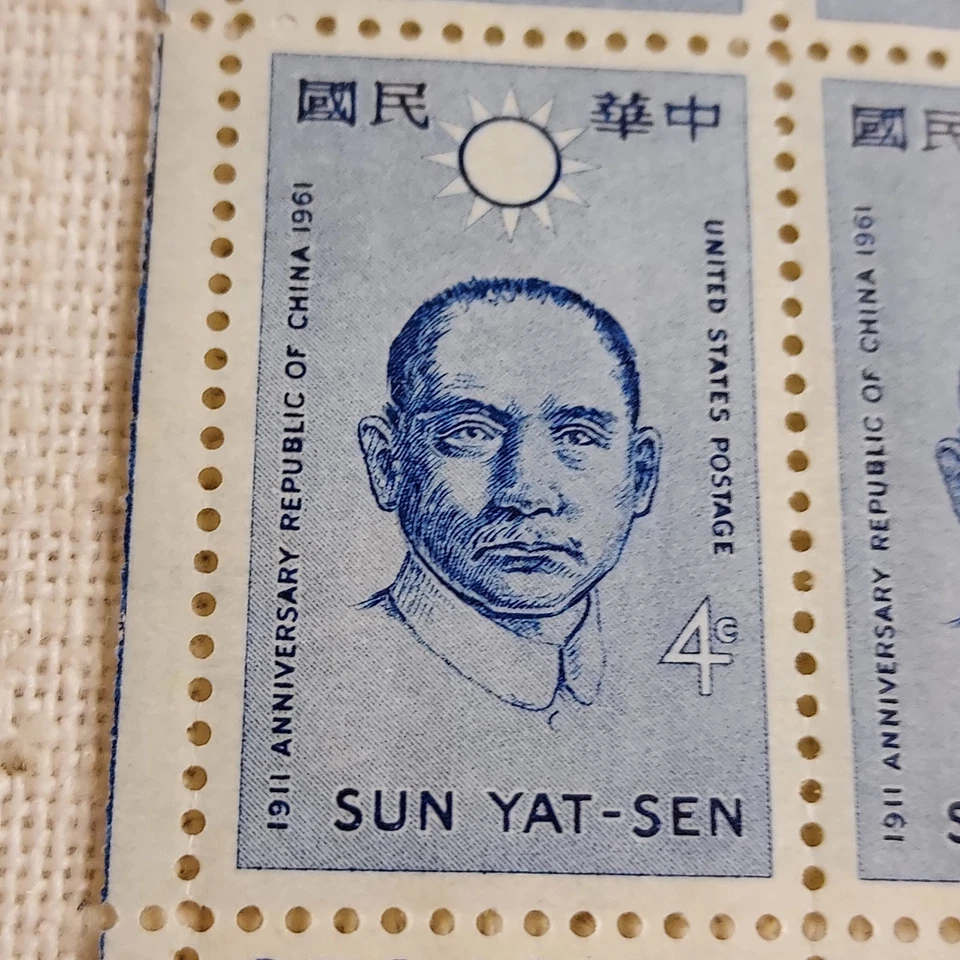 中華民國
1911 ANNIVERSARY REPUBLIC OF CHINA 1961
UNITED STATES POSTAGE
4c
SUN YAT-SEN
民國
1911 ANNIVERSARY REPUBLIC OF CHINA 1961